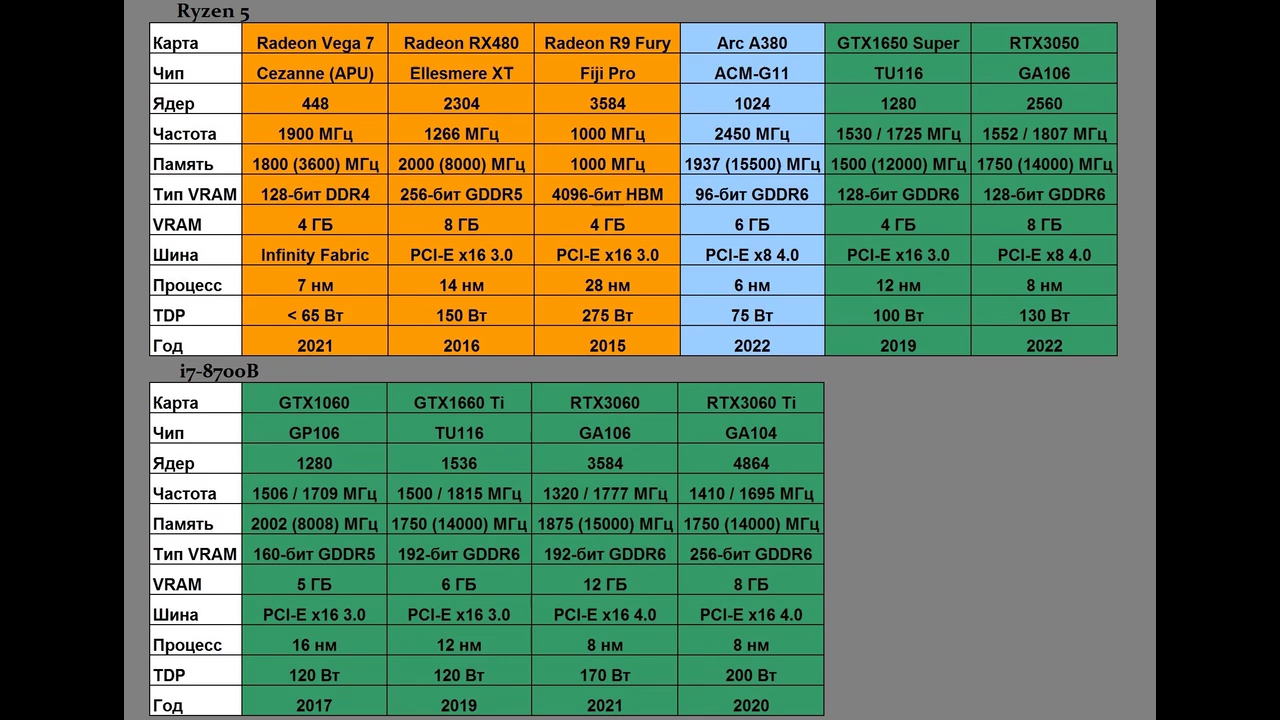 Ryzen 5
Карта Radeon Vega 7 Radeon RX480 Radeon R9 Fury Arc A380 GTX1650 Super RTX3050
Чип Cezanne (APU) Ellesmere XT Fiji Pro ACM-G11 TU116 GA106
Ядер 448 2304 3584 1024 1280 2560
Частота 1900 МГц 1266 МГц 1000 МГц 2450 МГц 1530 / 1725 МГц 1552 / 1807 МГц
Память 1800 (3600) МГц 2000 (8000) МГц 1000 МГц 1937 (15500) МГц 1500 (12000) МГц 1750 (14000) МГц
Тип VRAM 128-бит DDR4 256-бит GDDR5 4096-бит HBM 96-бит GDDR6 128-бит GDDR6 128-бит GDDR6
VRAM 4 ГБ 8 ГБ 4 ГБ 6 ГБ 4 ГБ 8 ГБ
Шина Infinity Fabric PCI-E x16 3.0 PCI-E x16 3.0 PCI-E x8 4.0 PCI-E x16 3.0 PCI-E x8 4.0
Процесс 7 нм 14 нм 28 нм 6 нм 12 нм 8 нм
TDP < 65 Вт 150 Вт 275 Вт 75 Вт 100 Вт 130 Вт
Год 2021 2016 2015 2022 2019 2022
i7-8700B
Карта GTX1060 GTX1660 Ti RTX3060 RTX3060 Ti
Чип GP106 TU116 GA106 GA104
Ядер 1280 1536 3584 4864
Частота 1506 / 1709 МГц 1500 / 1815 МГц 1320 / 1777 МГц 1410 / 1695 МГц
Память 2002 (8008) МГц 1750 (14000) МГц 1875 (15000) МГц 1750 (14000) МГц
Тип VRAM 160-бит GDDR5 192-бит GDDR6 192-бит GDDR6 256-бит GDDR6
VRAM 5 ГБ 6 ГБ 12 ГБ 8 ГБ
Шина PCI-E x16 3.0 PCI-E x16 3.0 PCI-E x16 4.0 PCI-E x16 4.0
Процесс 16 нм 12 нм 8 нм 8 нм
TDP 120 Вт 120 Вт 170 Вт 200 Вт
Год 2017 2019 2021 2020